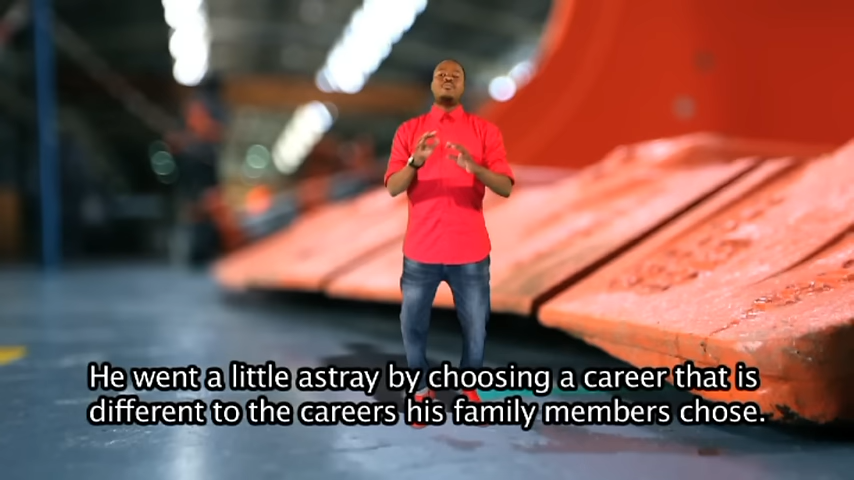 He went a little astray by choosing a career that is
different to the careers his family members chose.